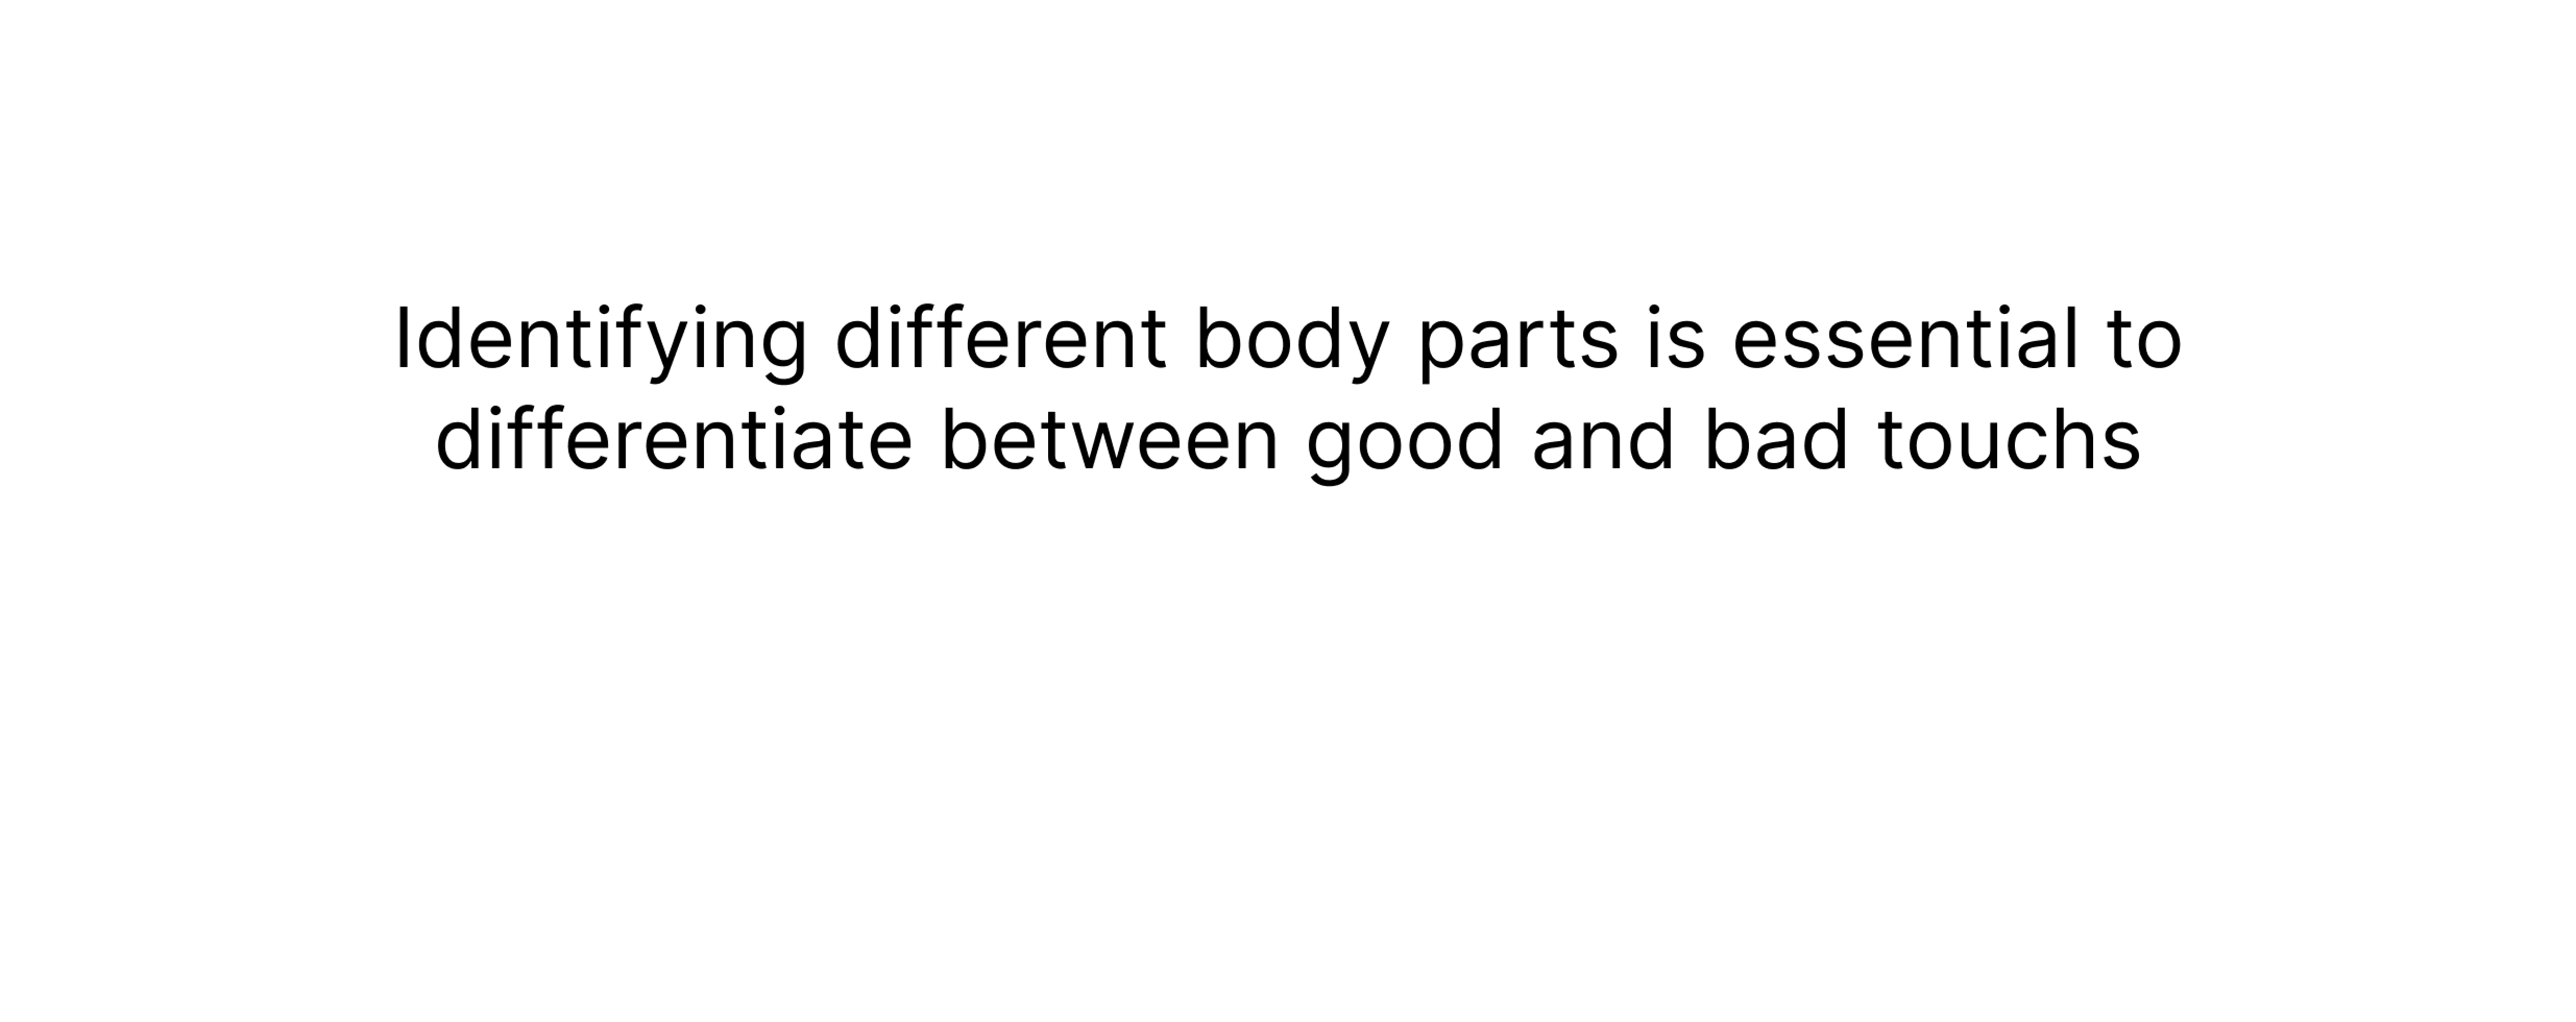 Identifying different body parts is essential to
differentiate between good and bad touchs